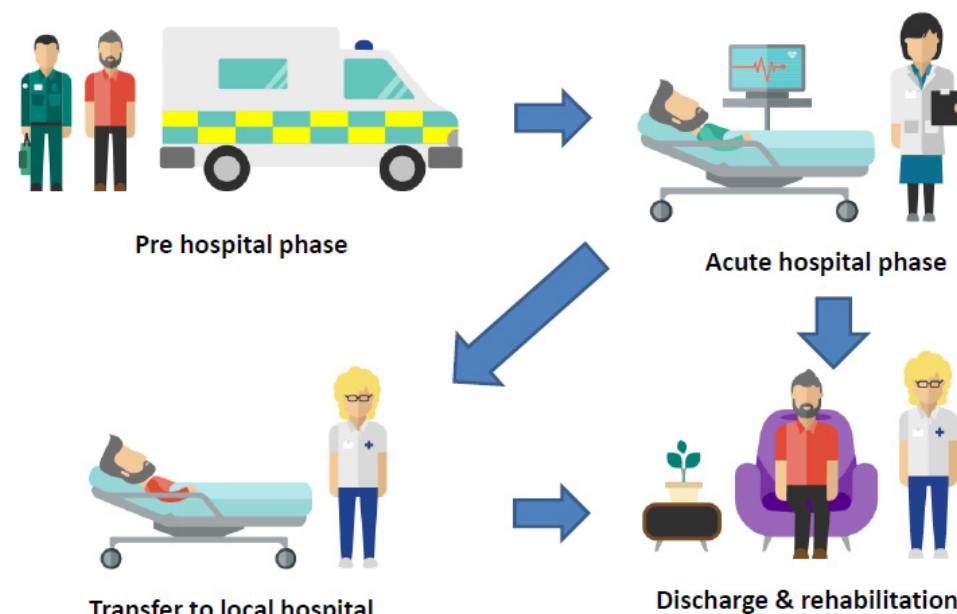 Pre hospital phase
Acute hospital phase
Transfer to local hospital
Discharge & rehabilitation